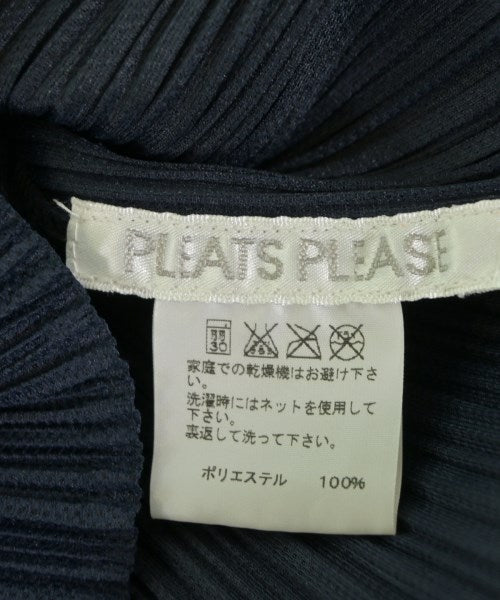 PLEATS PLEASE
30
家庭での乾燥機はお避け下さ
い。
洗濯時にはネットを使用して
下さい。
裏返して洗って下さい。
ポリエステル 100%